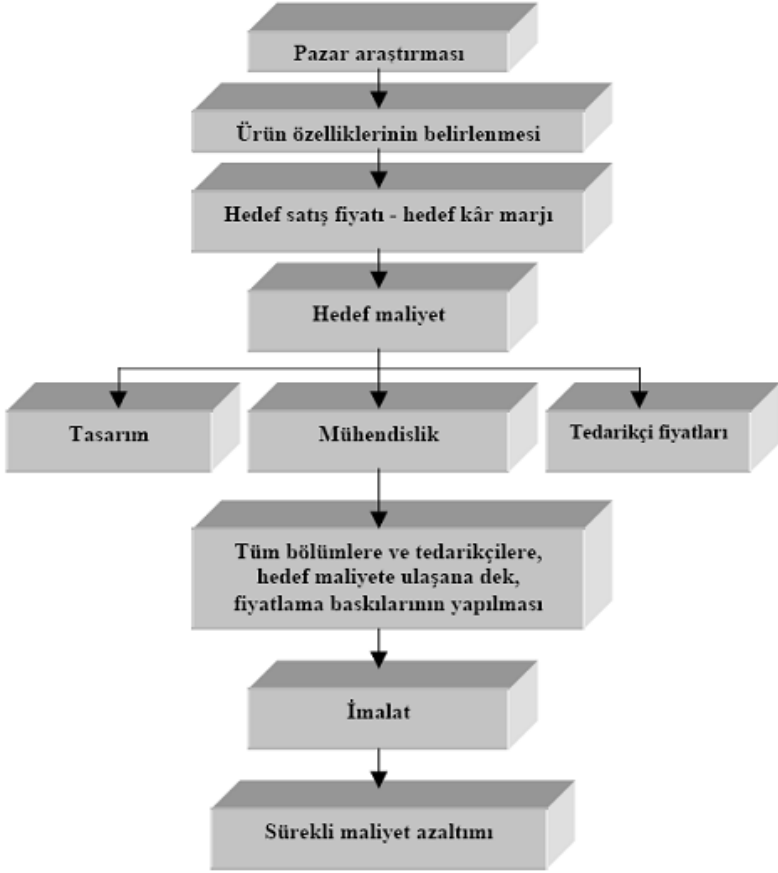 Pazar araştırması
Ürün özelliklerinin belirlenmesi
Hedef satış fiyatı - hedef kâr marjı
Hedef maliyet
Tasarım
Mühendislik
Tedarikçi fiyatları
Tüm bölümlere ve tedarikçilere,
hedef maliyete ulaşana dek,
fiyatlama baskılarının yapılması
İmalat
Sürekli maliyet azaltımı